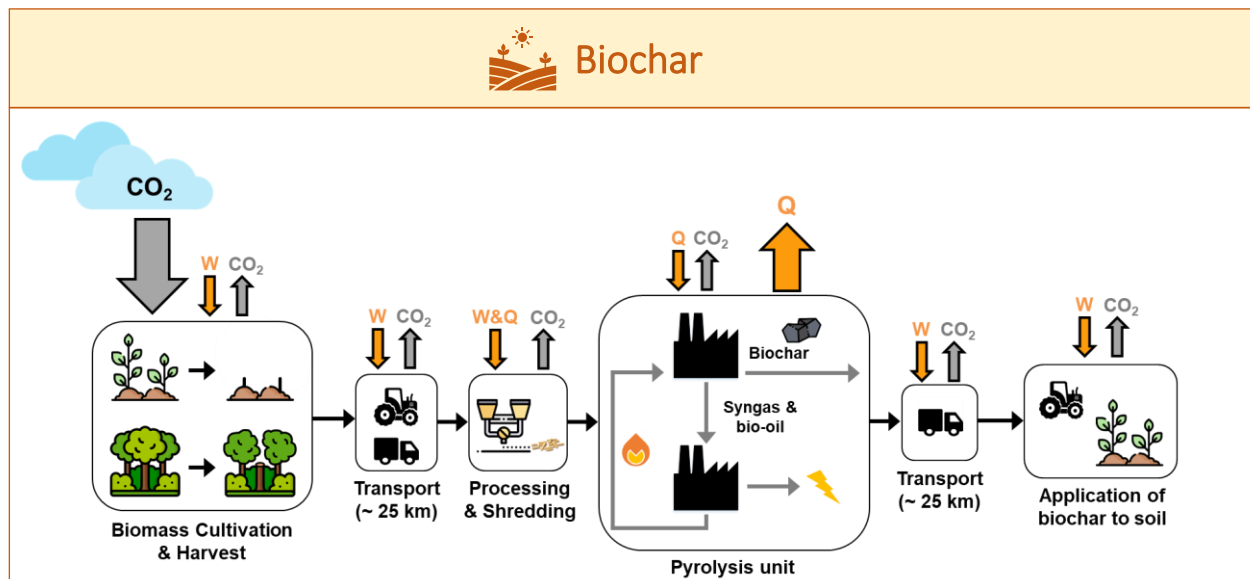 Biochar
CO₂
W CO₂
Biomass Cultivation
& Harvest
W CO₂
Transport
(~ 25 km)
W&Q CO₂
Processing
& Shredding
Q CO₂
Q
Biochar
Syngas &
bio-oil
Pyrolysis unit
W CO₂
Transport
(~ 25 km)
W CO₂
Application of
biochar to soil